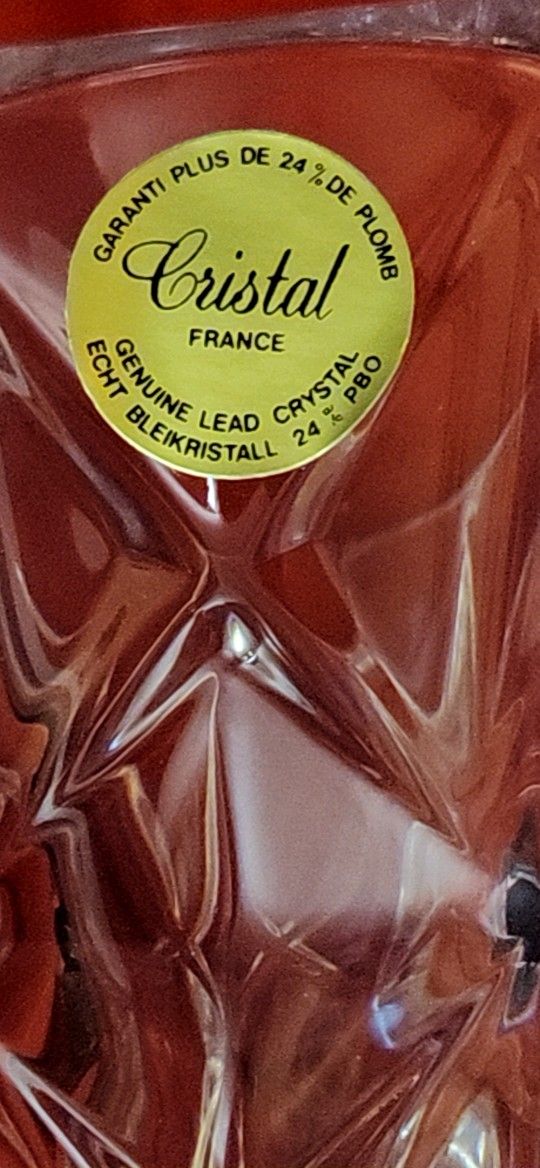 GARANTI PLUS DE 24 % DE PLOMB
Cristal
FRANCE
GENUINE LEAD CRYSTAL
ECHT BLEIKRISTALL 24 % PBO